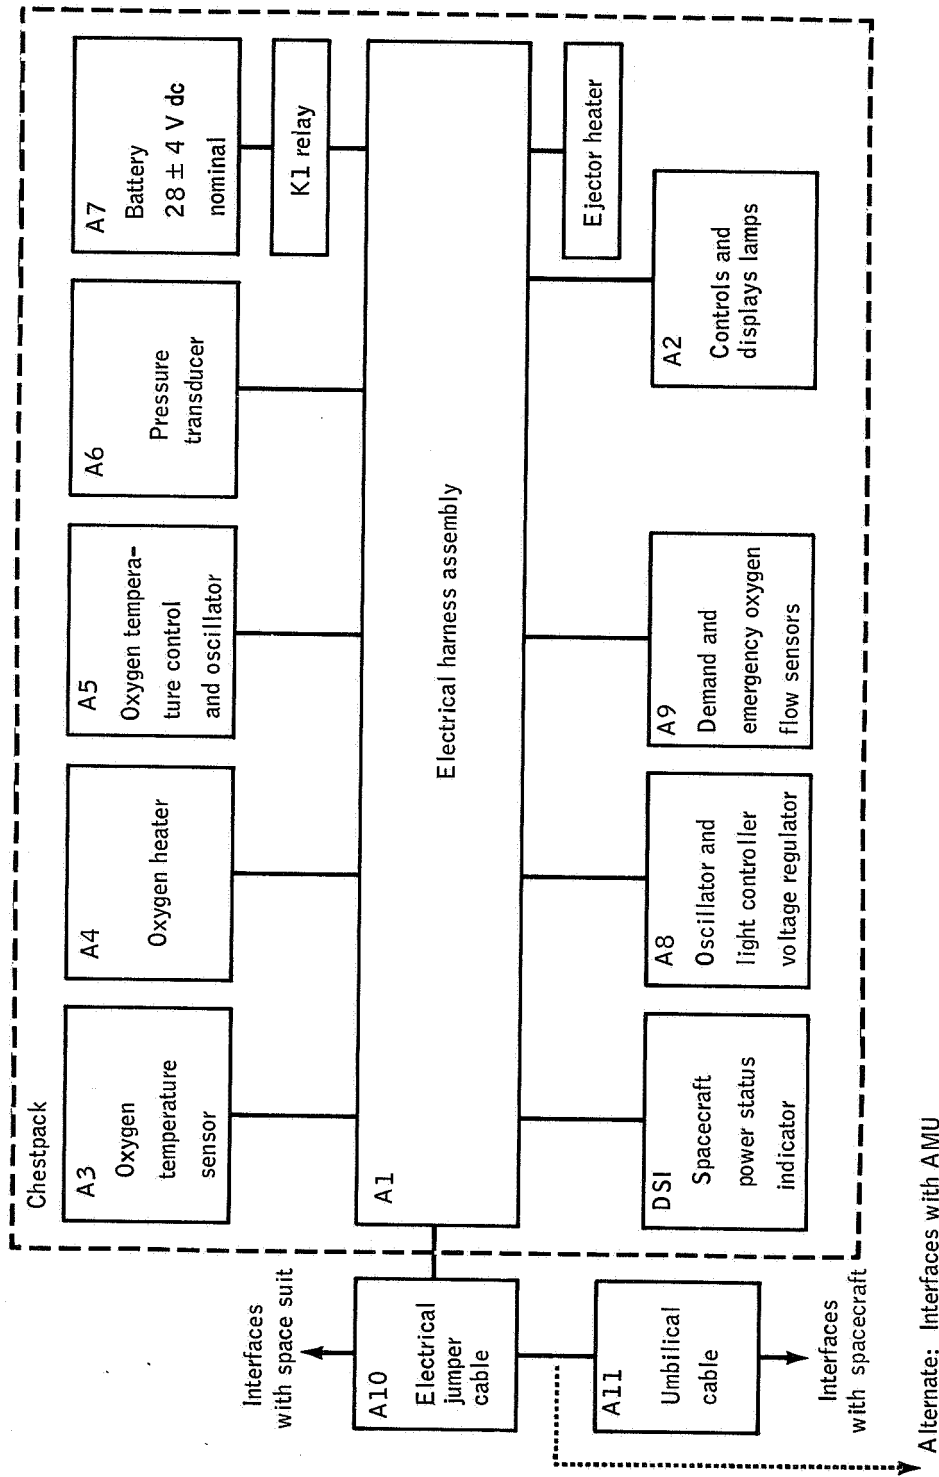 Chestpack
A3
Oxygen
temperature
sensor
A4
Oxygen heater
A5
Oxygen tempera-
ture control
and oscillator
A6
Pressure
transducer
A7
Battery
28 ± 4 V dc
nominal
K1 relay
A1
Electrical harness assembly
Ejector heater
Interfaces
with space suit
A10
Electrical
jumper
cable
A11
Umbilical
cable
Interfaces
with spacecraft
DSI
Spacecraft
power status
indicator
A8
Oscillator and
light controller
voltage regulator
A9
Demand and
emergency oxygen
flow sensors
A2
Controls and
displays lamps
Alternate: Interfaces with AMU